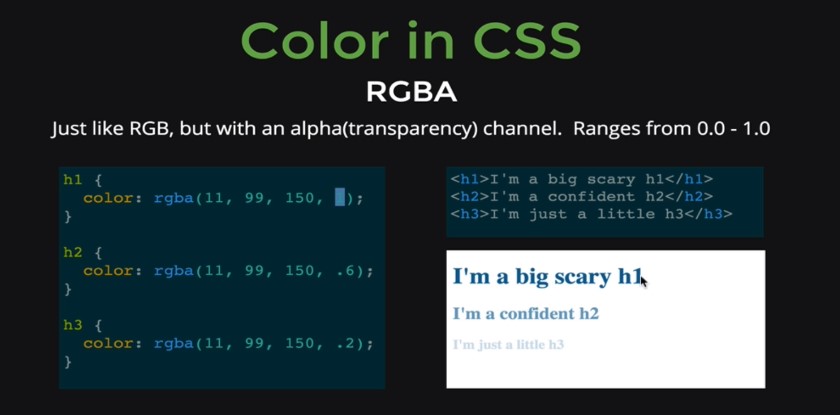 Color in CSS
RGBA
Just like RGB, but with an alpha(transparency) channel.  Ranges from 0.0 - 1.0
h1 {
  color: rgba(11, 99, 150, );
}
h2 {
  color: rgba(11, 99, 150, .6);
}
h3 {
  color: rgba(11, 99, 150, .2);
}
<h1>I'm a big scary h1</h1>
<h2>I'm a confident h2</h2>
<h3>I'm just a little h3</h3>
I'm a big scary h1
I'm a confident h2
I'm just a little h3